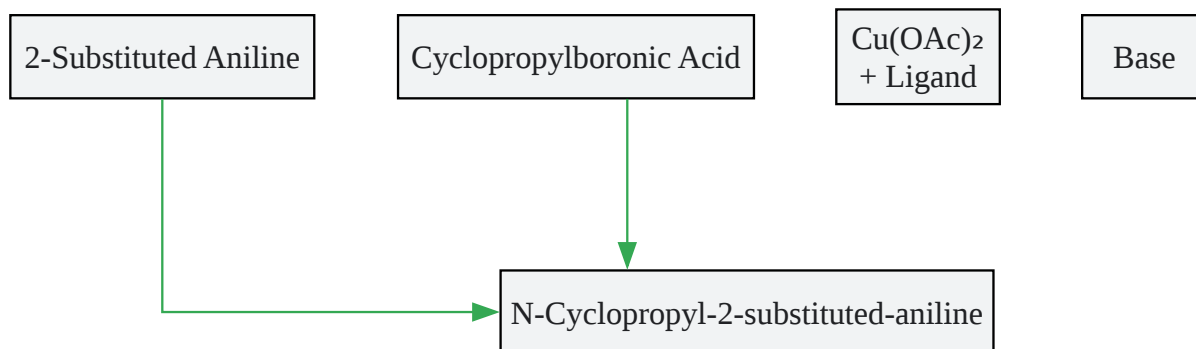 2-Substituted Aniline
Cyclopropylboronic Acid
Cu(OAc)₂
+ Ligand
Base
N-Cyclopropyl-2-substituted-aniline